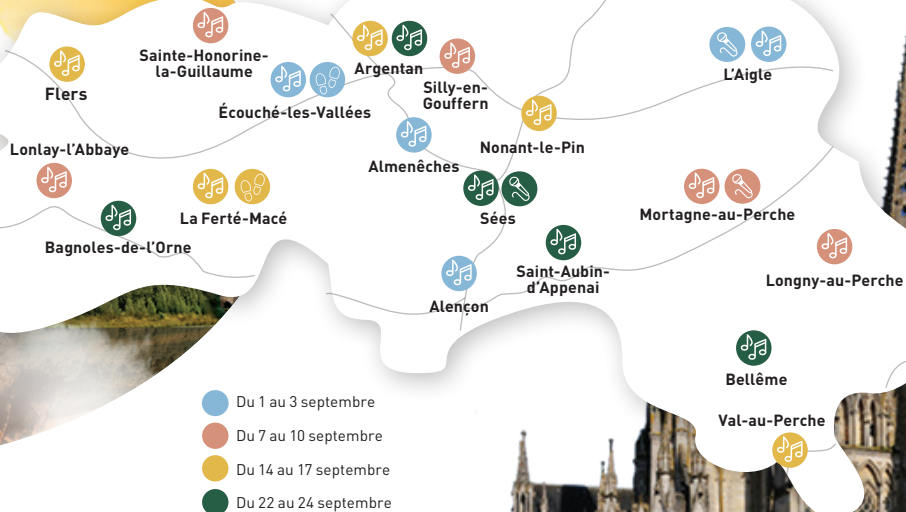 Sainte-Honorine-
la-Guillaume
Flers
Argentan
Silly-en-
Gouffern
L'Aigle
Écouché-les-Vallées
Lonlay-l'Abbaye
Almenêches
Nonant-le-Pin
La Ferté-Macé
Sées
Mortagne-au-Perche
Bagnoles-de-l'Orne
Saint-Aubin-
d'Appenai
Longny-au-Perche
Alençon
Bellême
Val-au-Perche
Du 1 au 3 septembre
Du 7 au 10 septembre
Du 14 au 17 septembre
Du 22 au 24 septembre